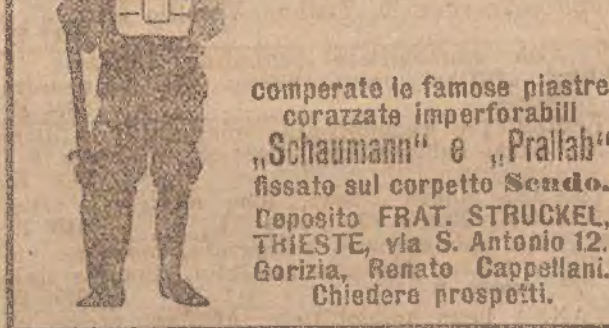 comperate le famose piastre
corazzate imperforabili
„Schaumann“ e „Prallab“
fissato sul corpetto Scudo.
Deposito FRAT. STRUCKEL,
TRIESTE, via S. Antonio 12.
Gorizia, Renato Cappellani.
Chiedere prospetti.